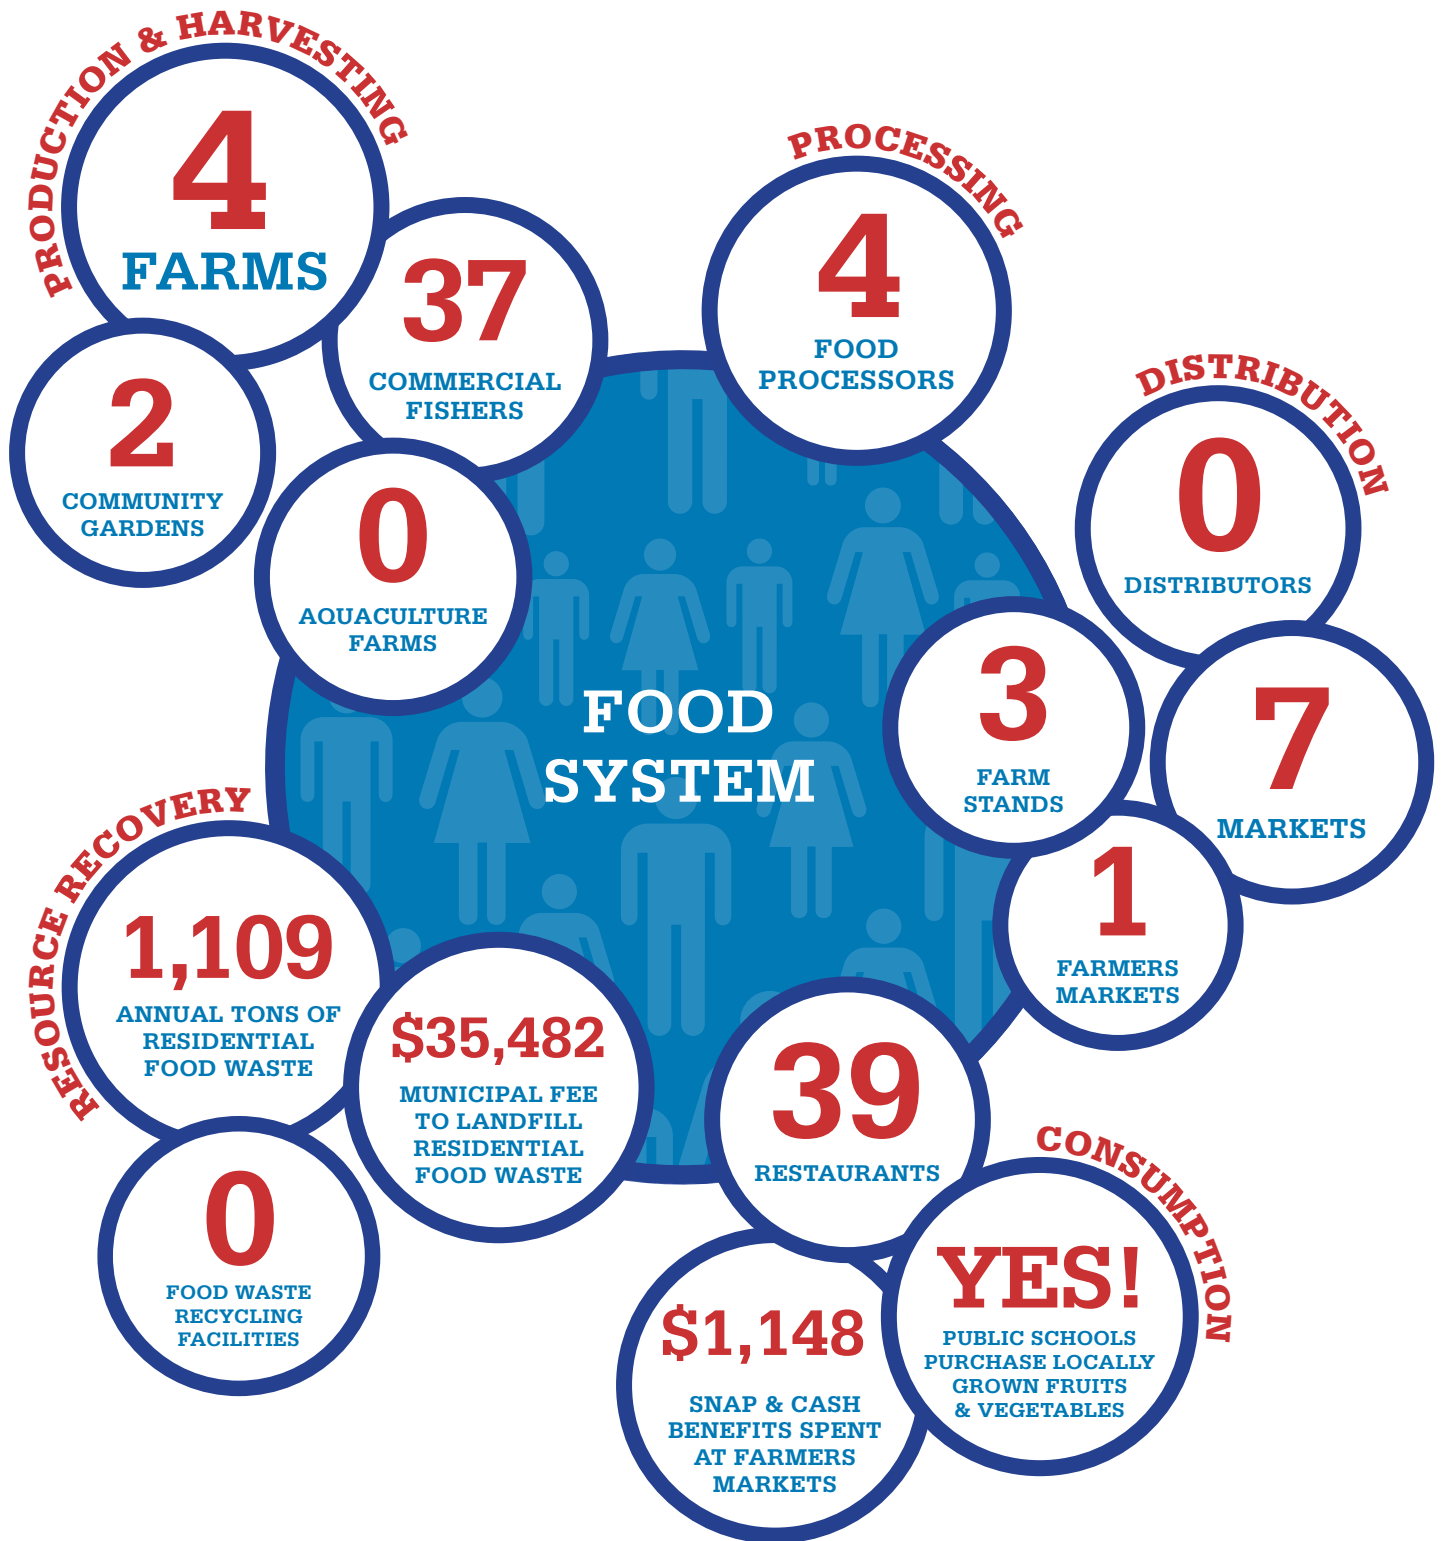 PRODUCTION & HARVESTING
4
FARMS
37
COMMERCIAL
FISHERS
2
COMMUNITY
GARDENS
0
AQUACULTURE
FARMS
PROCESSING
4
FOOD
PROCESSORS
DISTRIBUTION
0
DISTRIBUTORS
3
FARM
STANDS
7
MARKETS
1
FARMERS
MARKETS
FOOD
SYSTEM
RESOURCE RECOVERY
1,109
ANNUAL TONS OF
RESIDENTIAL
FOOD WASTE
$35,482
MUNICIPAL FEE
TO LANDFILL
RESIDENTIAL
FOOD WASTE
0
FOOD WASTE
RECYCLING
FACILITIES
CONSUMPTION
39
RESTAURANTS
YES!
PUBLIC SCHOOLS
PURCHASE LOCALLY
GROWN FRUITS
& VEGETABLES
$1,148
SNAP & CASH
BENEFITS SPENT
AT FARMERS
MARKETS